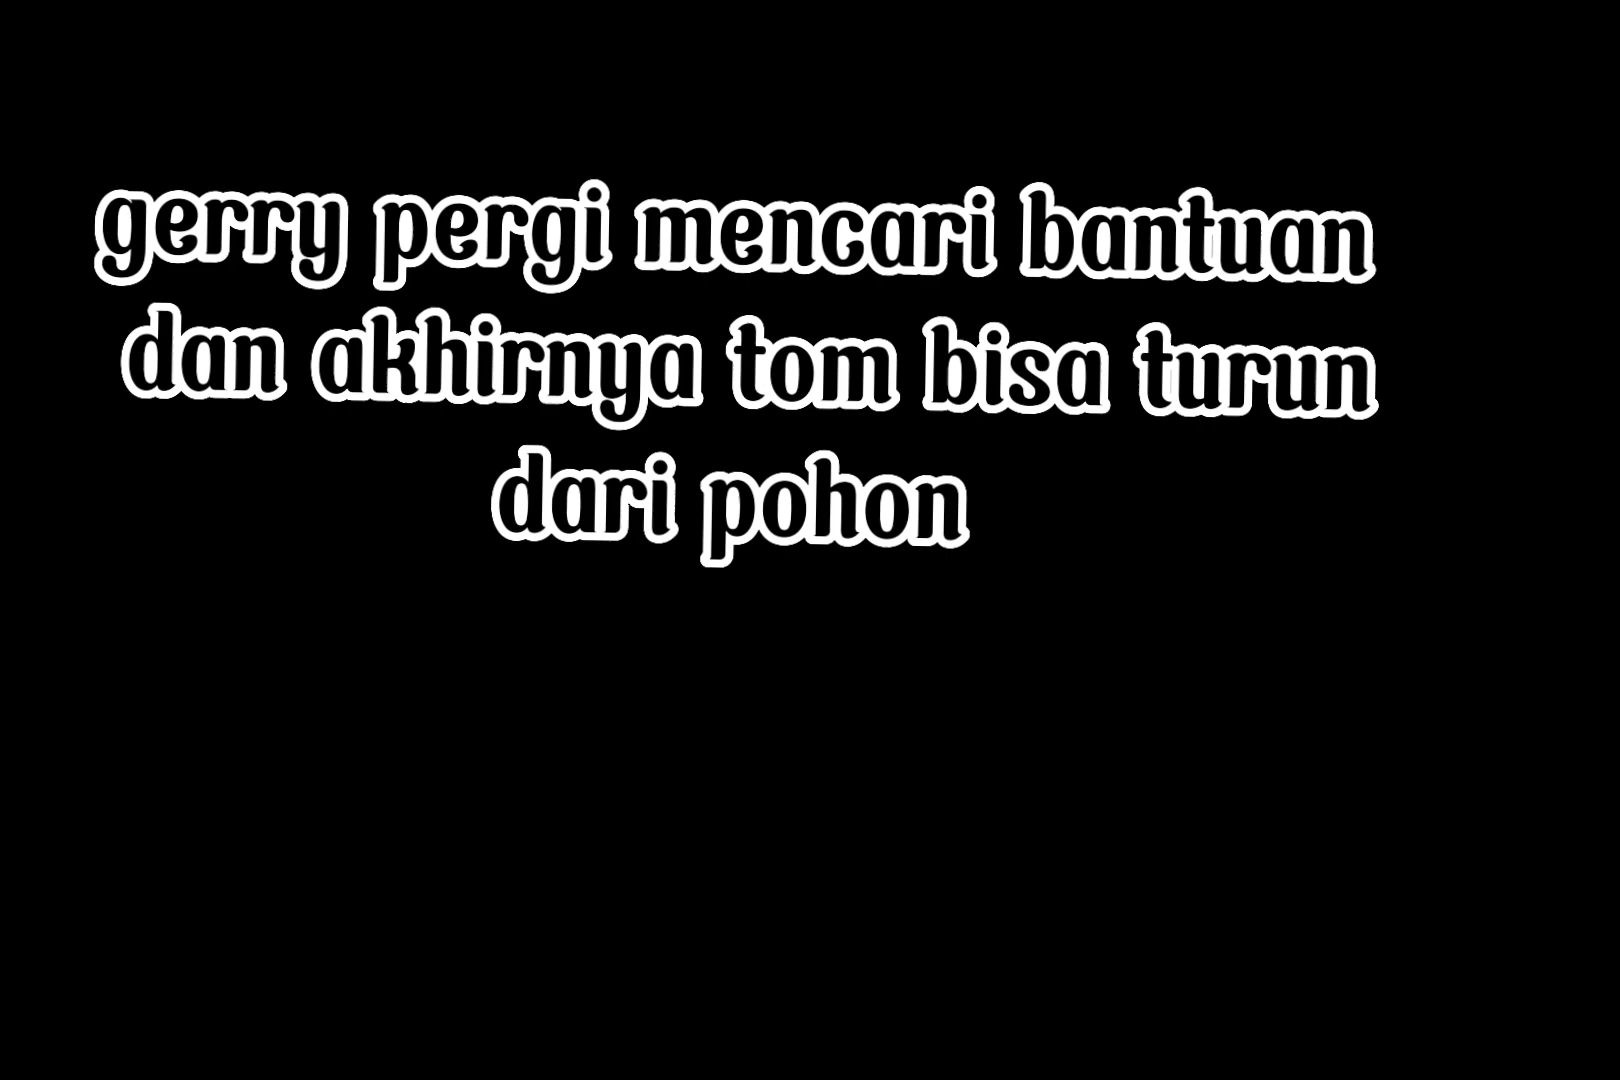 gerry pergi mencari bantuan
dan akhirnya tom bisa turun
dari pohon